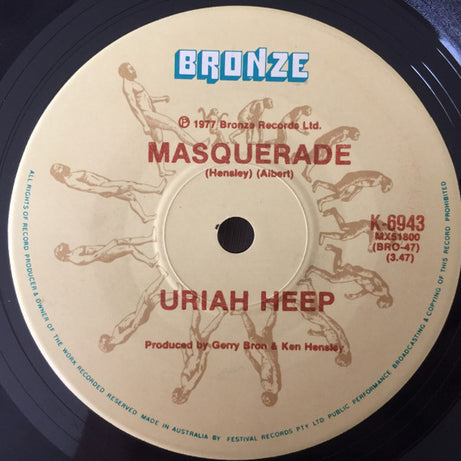 BRONZE
Ⓟ 1977 Bronze Records Ltd.
MASQUERADE
(Hensley) (Albert)
K-6943
MX51800
(BRO-47)
(3.47)
URIAH HEEP
Produced by Gerry Bron & Ken Hensley
ALL RIGHTS OF RECORD PRODUCER & OWNER OF THE WORK RECORDED RESERVED MADE IN AUSTRALIA BY FESTIVAL RECORDS PTY LTD PUBLIC PERFORMANCE BROADCASTING & COPYING OF THIS RECORD PROHIBITED